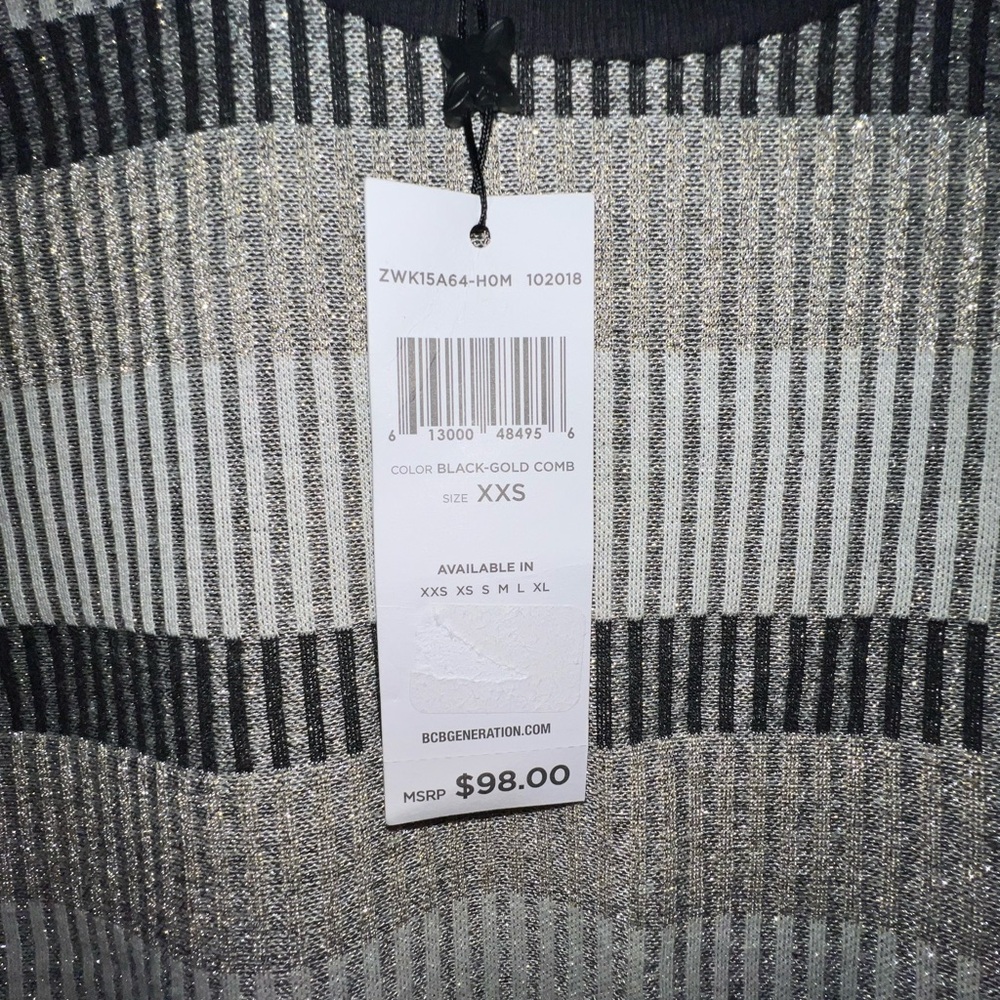 ZWK15A64-H0M 102018
6 13000 48495 6
COLOR BLACK-GOLD COMB
SIZE XXS
AVAILABLE IN
XXS XS S M L XL
BCBGENERATION.COM
MSRP $98.00